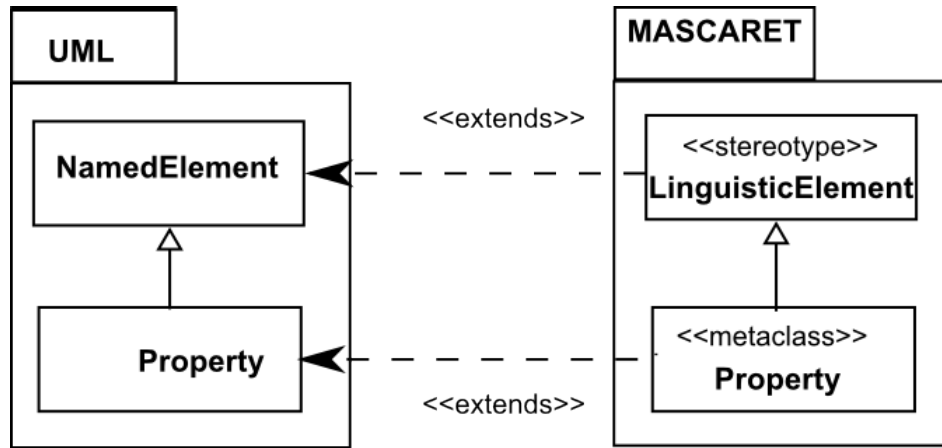 UML
MASCARET
<<extends>>
NamedElement
<<stereotype>>
LinguisticElement
Property
<<metaclass>>
Property
<<extends>>